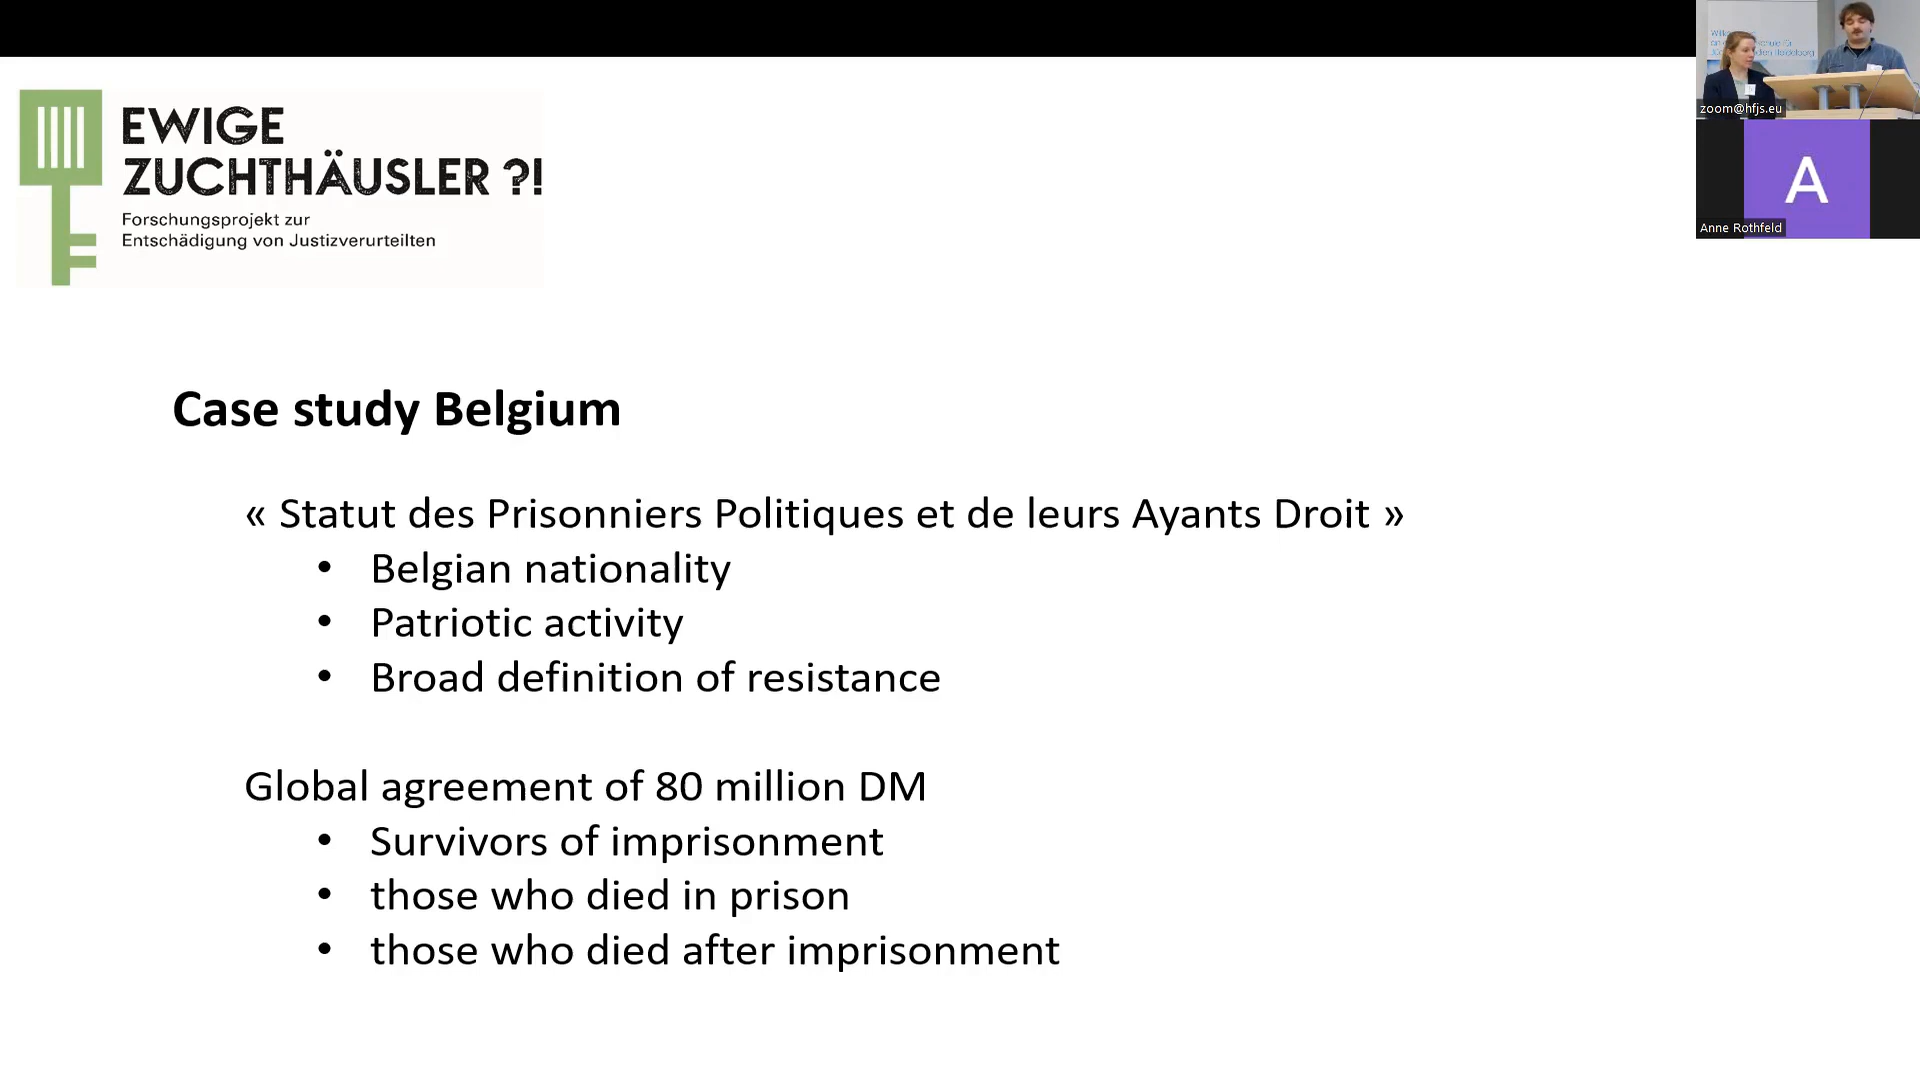 EWIGE
ZUCHTHÄUSLER ?!
Forschungsprojekt zur
Entschädigung von Justizverurteilten
Case study Belgium
« Statut des Prisonniers Politiques et de leurs Ayants Droit »
• Belgian nationality
• Patriotic activity
• Broad definition of resistance
Global agreement of 80 million DM
• Survivors of imprisonment
• those who died in prison
• those who died after imprisonment
zoom@hfjs.eu
A
Anne Rothfeld